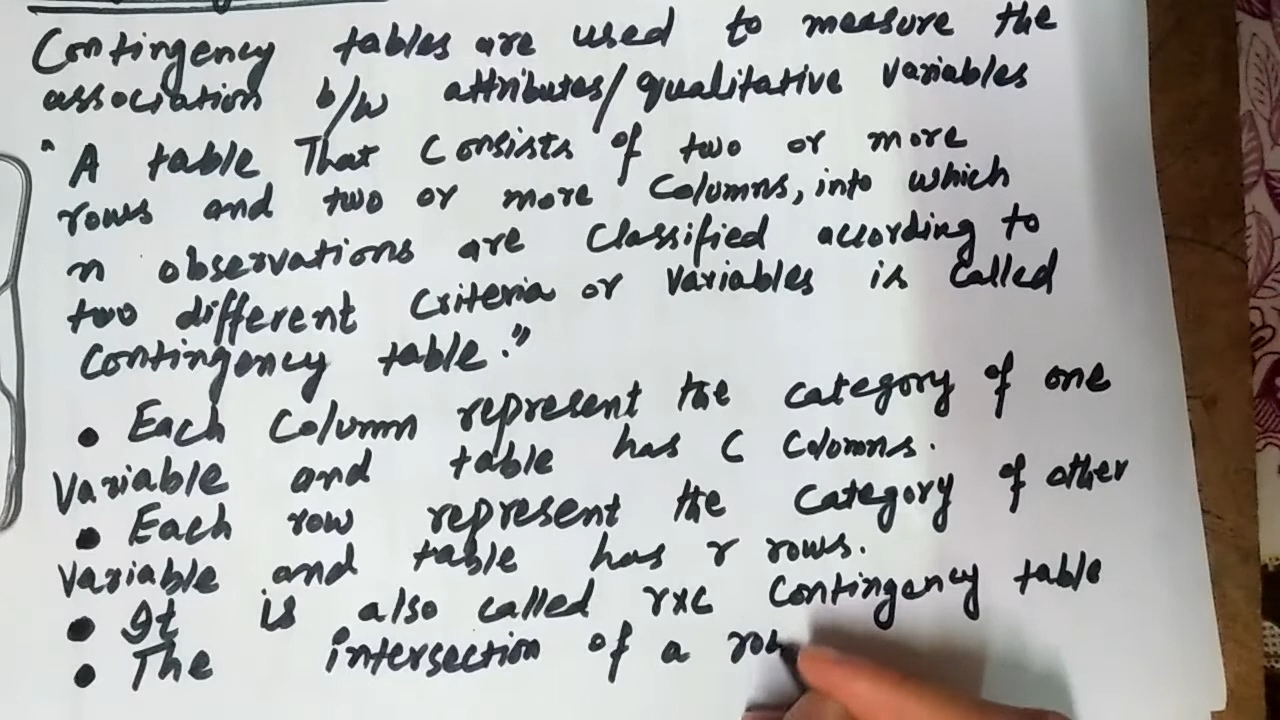 Contingency tables are used to measure the
association b/w attributes/qualitative variables
"A table That Consists of two or more
rows and two or more Columns, into which
n observations are Classified according to
two different Criteria or variables is called
Contingency table."
• Each Column represent the category of one
Variable and table has C Columns.
• Each row represent the category of other
Variable and table has r rows.
• It is also called rxc Contingency table
• The intersection of a row